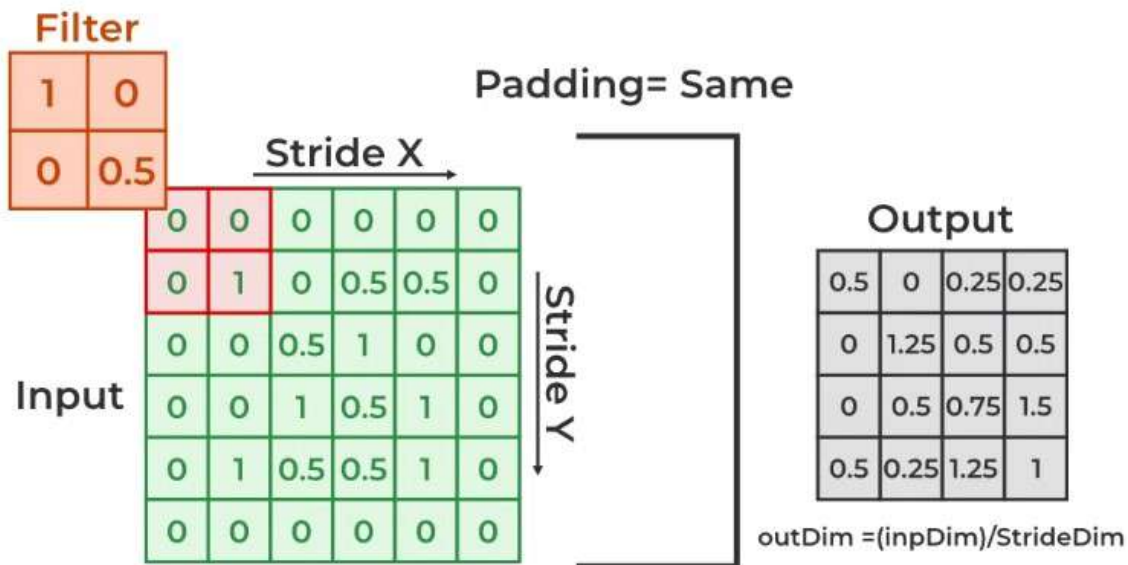 Filter
1 0
0 0.5
Padding= Same
Stride X
Input
0 0 0 0 0 0
0 1 0 0.5 0.5 0
0 0 0.5 1 0 0
0 0 1 0.5 1 0
0 1 0.5 0.5 1 0
0 0 0 0 0 0
Stride Y
Output
0.5 0 0.25 0.25
0 1.25 0.5 0.5
0 0.5 0.75 1.5
0.5 0.25 1.25 1
outDim =(inpDim)/StrideDim